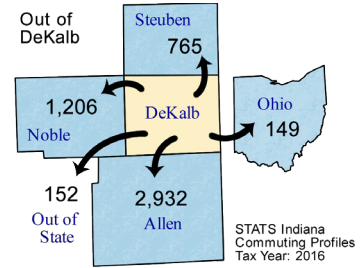 Out of
DeKalb
Steuben
765
1,206
Noble
DeKalb
Ohio
149
152
Out of
State
2,932
Allen
STATS Indiana
Commuting Profiles
Tax Year: 2016